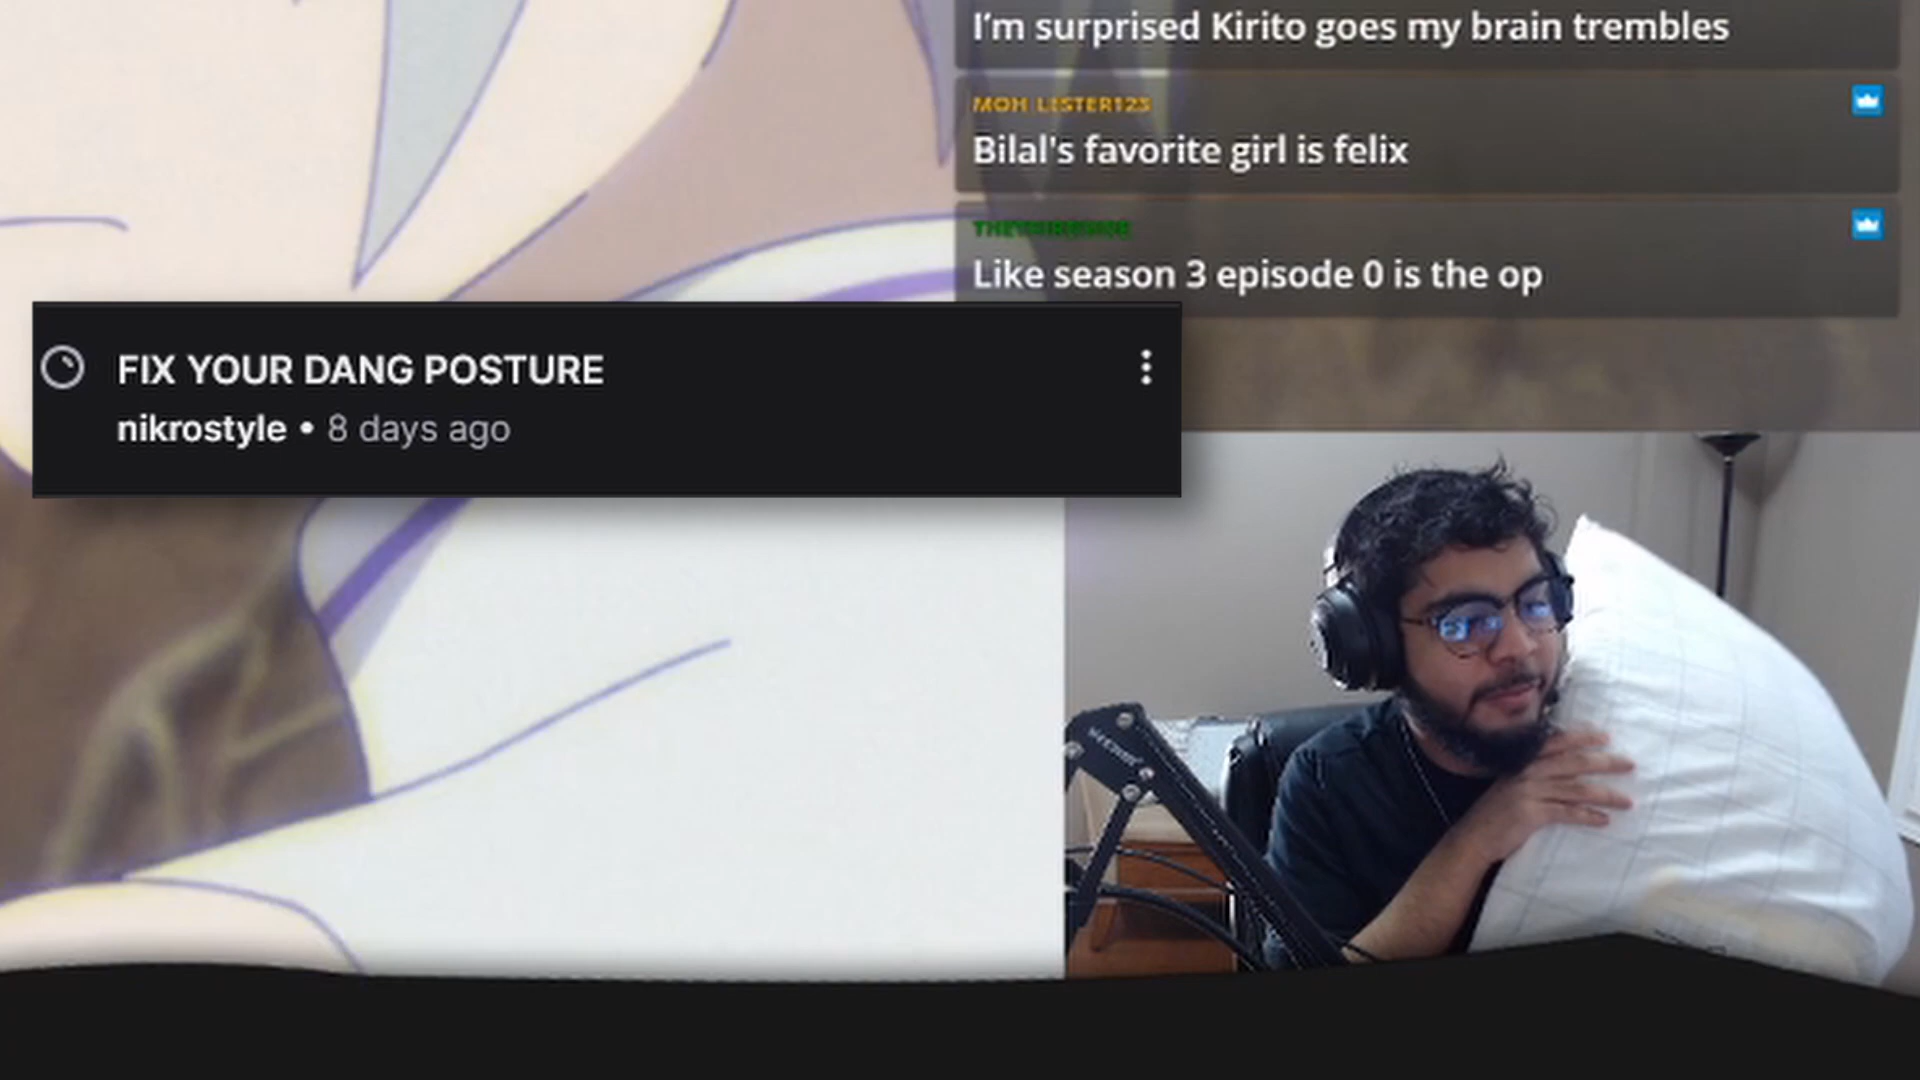 I'm surprised Kirito goes my brain trembles
MOH LESTER123
Bilal's favorite girl is felix
Like season 3 episode 0 is the op
FIX YOUR DANG POSTURE
nikrostyle • 8 days ago